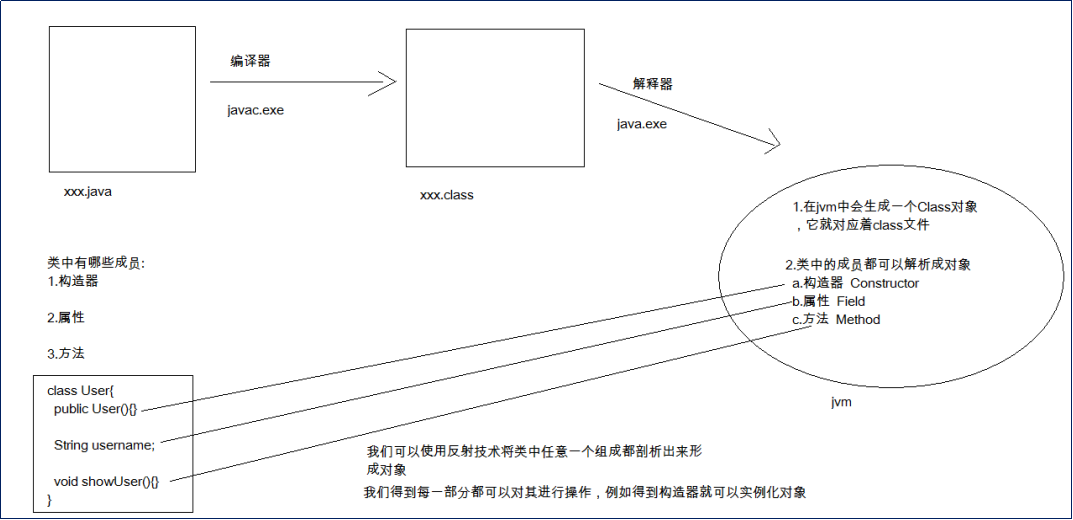 编译器
javac.exe
xxx.java
xxx.class
解释器
java.exe
1.在jvm中会生成一个Class对象
，它就对应着class文件
2.类中的成员都可以解析成对象
a.构造器 Constructor
b.属性 Field
c.方法 Method
jvm
类中有哪些成员:
1.构造器
2.属性
3.方法
class User{
public User(){}
String username;
void showUser(){}
}
我们可以使用反射技术将类中任意一个组成都剖析出来形
成对象
我们得到每一部分都可以对其进行操作，例如得到构造器就可以实例化对象